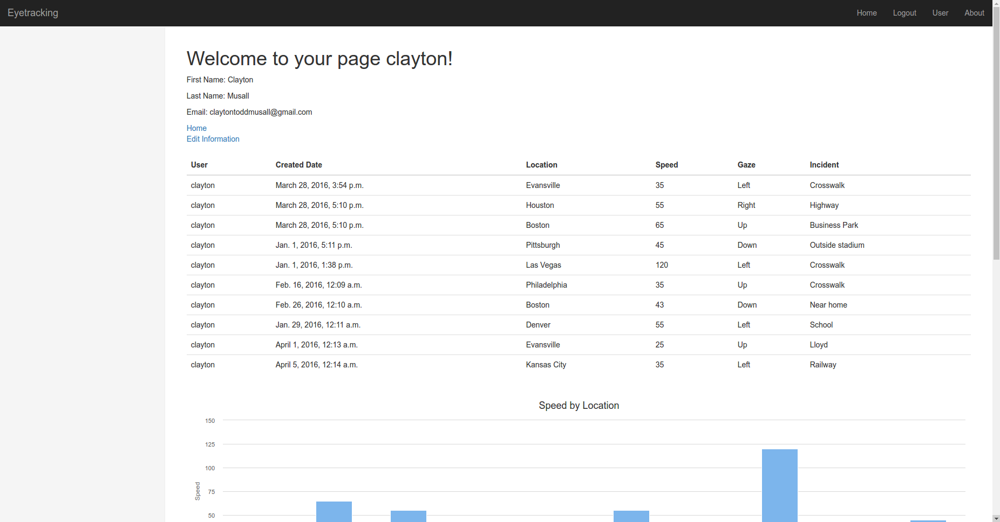 Eyetracking Home Logout User About
Welcome to your page clayton!
First Name: Clayton
Last Name: Musall
Email: claytontoddmusall@gmail.com
Home
Edit Information
User Created Date Location Speed Gaze Incident
clayton March 28, 2016, 3:54 p.m. Evansville 35 Left Crosswalk
clayton March 28, 2016, 5:10 p.m. Houston 55 Right Highway
clayton March 28, 2016, 5:10 p.m. Boston 65 Up Business Park
clayton Jan. 1, 2016, 5:11 p.m. Pittsburgh 45 Down Outside stadium
clayton Jan. 1, 2016, 1:38 p.m. Las Vegas 120 Left Crosswalk
clayton Feb. 16, 2016, 12:09 a.m. Philadelphia 35 Up Crosswalk
clayton Feb. 26, 2016, 12:10 a.m. Boston 43 Down Near home
clayton Jan. 29, 2016, 12:11 a.m. Denver 55 Left School
clayton April 1, 2016, 12:13 a.m. Evansville 25 Up Lloyd
clayton April 5, 2016, 12:14 a.m. Kansas City 35 Left Railway
Speed by Location
150
125
100
75
50
Speed